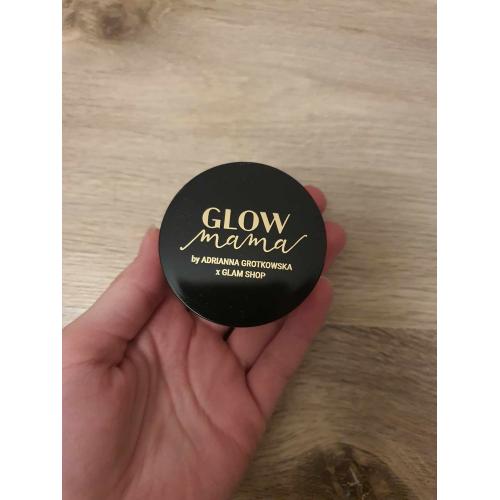 GLOW
mama
by ADRIANNA GROTKOWSKA
x GLAM SHOP